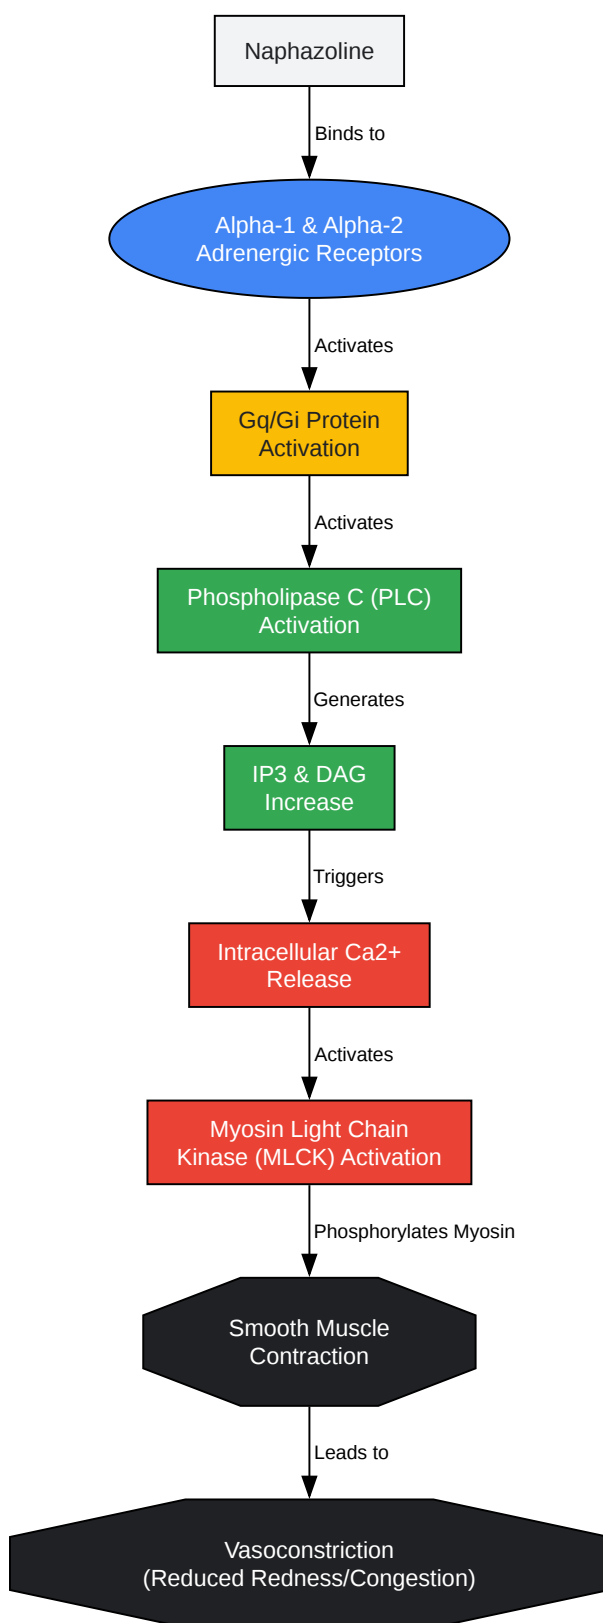 Naphazoline
Binds to
Alpha-1 & Alpha-2
Adrenergic Receptors
Activates
Gq/Gi Protein
Activation
Activates
Phospholipase C (PLC)
Activation
Generates
IP3 & DAG
Increase
Triggers
Intracellular Ca2+
Release
Activates
Myosin Light Chain
Kinase (MLCK) Activation
Phosphorylates Myosin
Smooth Muscle
Contraction
Leads to
Vasoconstriction
(Reduced Redness/Congestion)